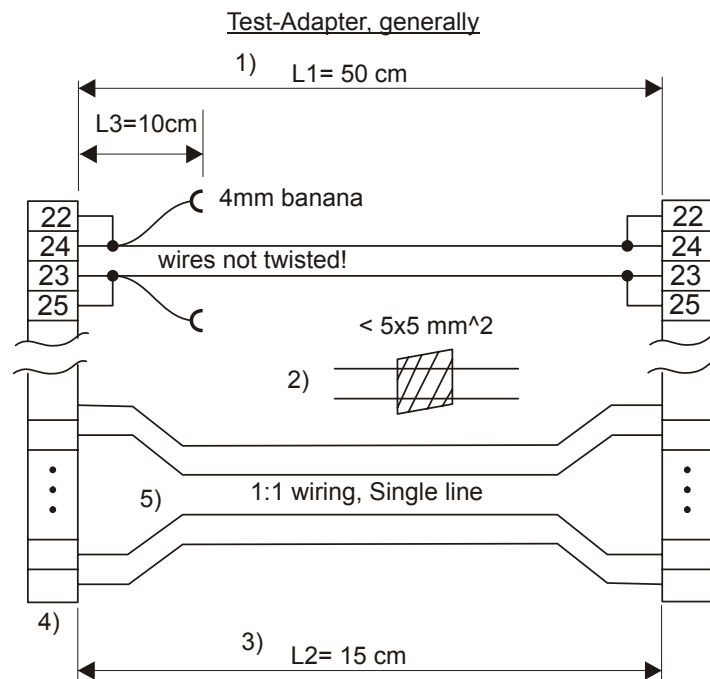 Test-Adapter, generally
1)
L1= 50 cm
L3=10cm
4mm banana
22
24
23
25
22
24
23
25
wires not twisted!
< 5x5 mm^2
2)
5)
1:1 wiring, Single line
4)
3)
L2= 15 cm